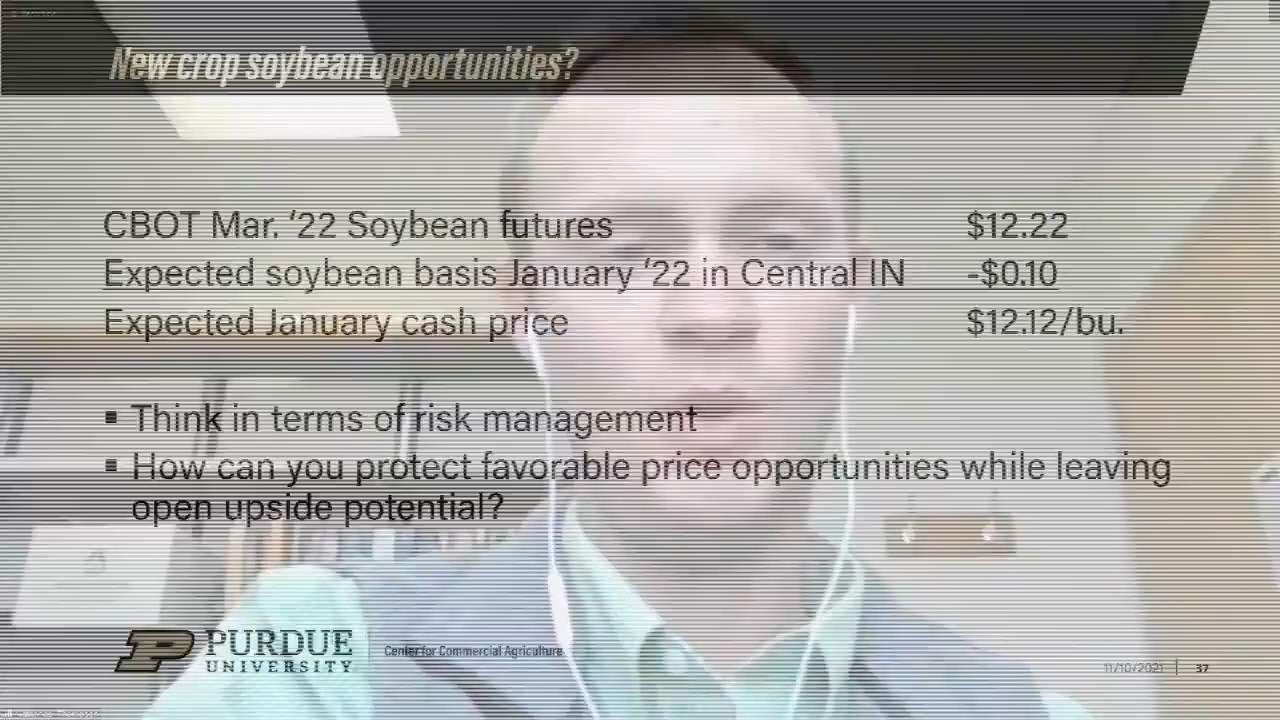 New crop soybean opportunities?
CBOT Mar. ‘22 Soybean futures $12.22
Expected soybean basis January ‘22 in Central IN -$0.10
Expected January cash price $12.12/bu.
▪ Think in terms of risk management
▪ How can you protect favorable price opportunities while leaving
open upside potential?
PURDUE
UNIVERSITY
Center for Commercial Agriculture
11/10/2021 | 37